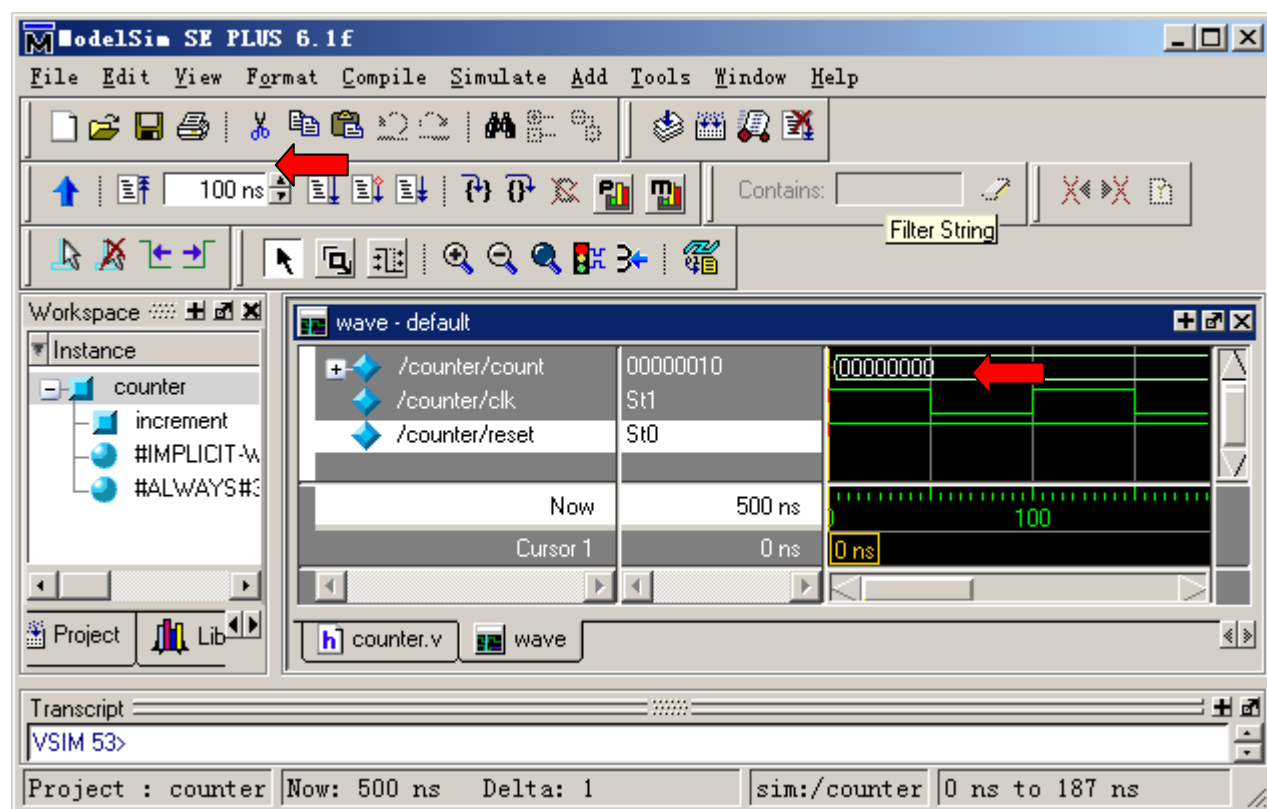 ModelSim SE PLUS 6.1f
File Edit View Format Compile Simulate Add Tools Window Help
100 ns Contains:
Filter String
Workspace
wave - default
Instance
counter
increment
#IMPLICIT-W
#ALWAYS#3
/counter/count 00000010 00000000
/counter/clk St1
/counter/reset St0
Now 500 ns 100
Cursor 1 0 ns 0 ns
Project Lib
counter.v wave
Transcript
VSIM 53>
Project : counter Now: 500 ns Delta: 1 sim:/counter 0 ns to 187 ns